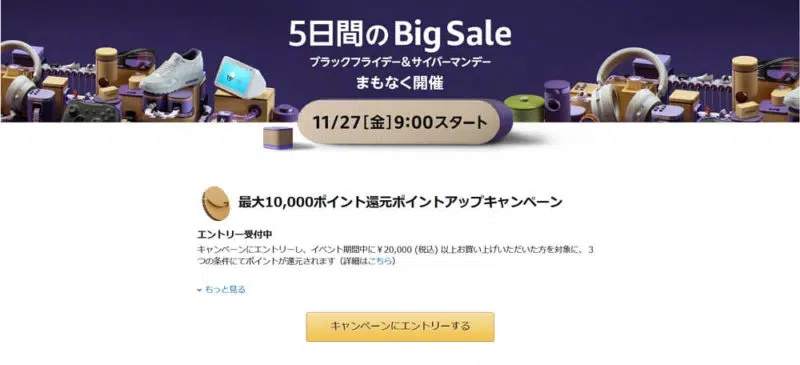 5日間のBig Sale
ブラックフライデー&サイバーマンデー
まもなく開催
11/27[金]9:00スタート
最大10,000ポイント還元ポイントアップキャンペーン
エントリー受付中
キャンペーンにエントリーし、イベント期間中に￥20,000 (税込) 以上お買い上げいただいた方を対象に、3
つの条件にてポイントが還元されます（詳細はこちら）
もっと見る
キャンペーンにエントリーする